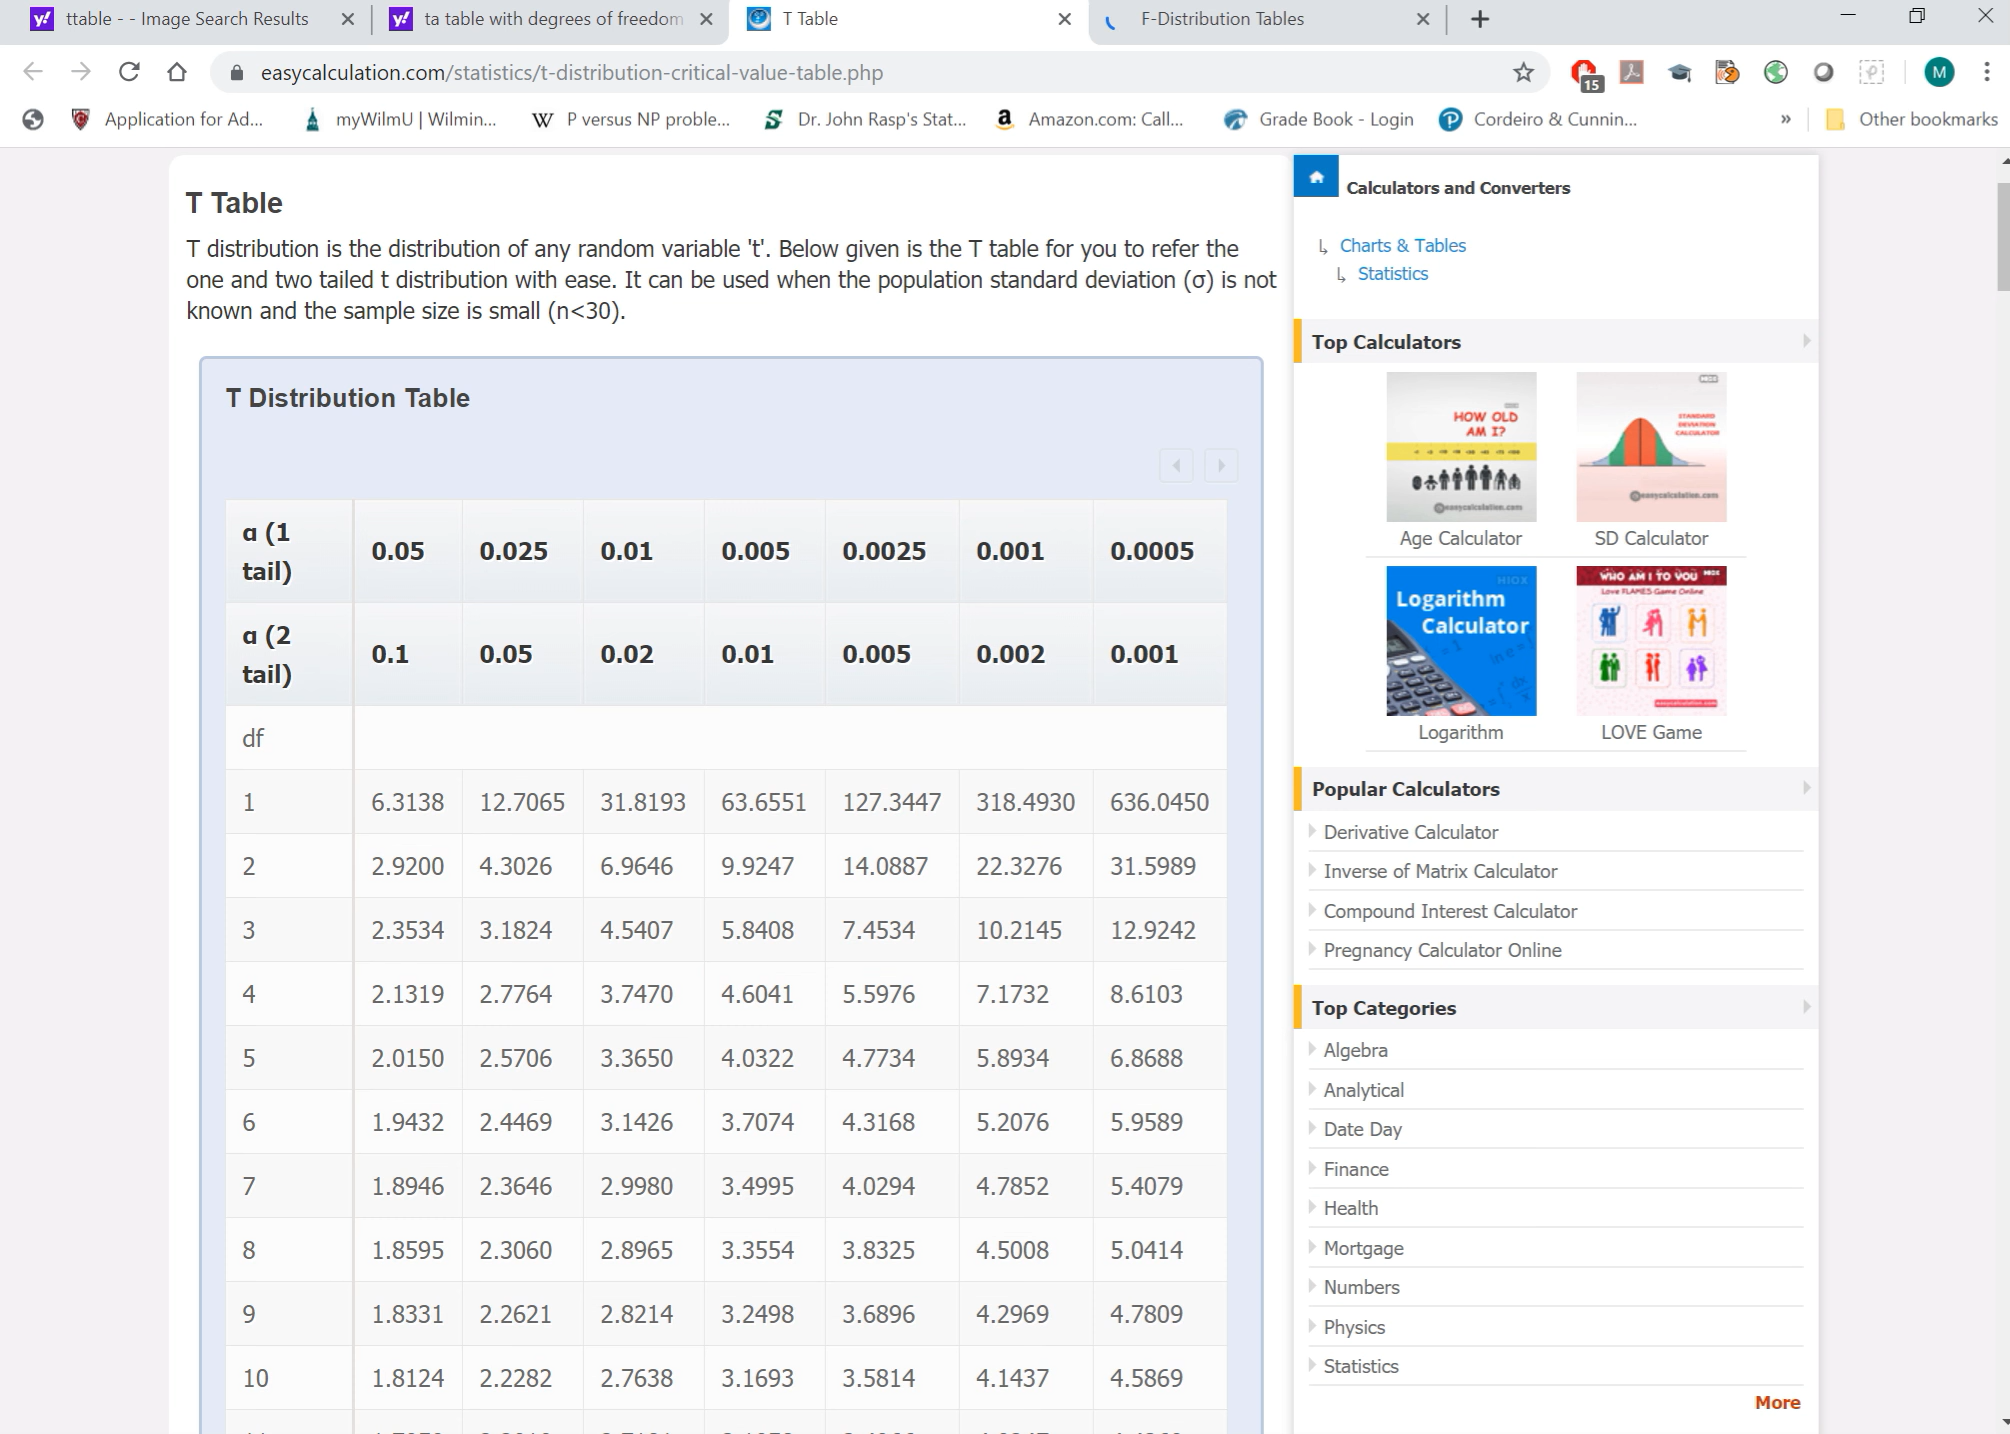 ttable - - Image Search Results
ta table with degrees of freedom
T Table
F-Distribution Tables
easycalculation.com/statistics/t-distribution-critical-value-table.php
15
M
Application for Ad...
myWilmU | Wilmin...
P versus NP proble...
Dr. John Rasp's Stat...
Amazon.com: Call...
Grade Book - Login
Cordeiro & Cunnin...
»
Other bookmarks
T Table
T distribution is the distribution of any random variable 't'. Below given is the T table for you to refer the
one and two tailed t distribution with ease. It can be used when the population standard deviation (σ) is not
known and the sample size is small (n<30).
T Distribution Table
α (1 tail) 0.05 0.025 0.01 0.005 0.0025 0.001 0.0005
α (2 tail) 0.1 0.05 0.02 0.01 0.005 0.002 0.001
df
1 6.3138 12.7065 31.8193 63.6551 127.3447 318.4930 636.0450
2 2.9200 4.3026 6.9646 9.9247 14.0887 22.3276 31.5989
3 2.3534 3.1824 4.5407 5.8408 7.4534 10.2145 12.9242
4 2.1319 2.7764 3.7470 4.6041 5.5976 7.1732 8.6103
5 2.0150 2.5706 3.3650 4.0322 4.7734 5.8934 6.8688
6 1.9432 2.4469 3.1426 3.7074 4.3168 5.2076 5.9589
7 1.8946 2.3646 2.9980 3.4995 4.0294 4.7852 5.4079
8 1.8595 2.3060 2.8965 3.3554 3.8325 4.5008 5.0414
9 1.8331 2.2621 2.8214 3.2498 3.6896 4.2969 4.7809
10 1.8124 2.2282 2.7638 3.1693 3.5814 4.1437 4.5869
Calculators and Converters
Charts & Tables
Statistics
Top Calculators
HOW OLD
AM I?
easycalculation.com
Age Calculator
STANDARD
DEVIATION
CALCULATOR
easycalculation.com
SD Calculator
HIOX
Logarithm
Calculator
Logarithm
WHO AM I TO YOU
Love FLAMES Game Online
easycalculation.com
LOVE Game
Popular Calculators
Derivative Calculator
Inverse of Matrix Calculator
Compound Interest Calculator
Pregnancy Calculator Online
Top Categories
Algebra
Analytical
Date Day
Finance
Health
Mortgage
Numbers
Physics
Statistics
More